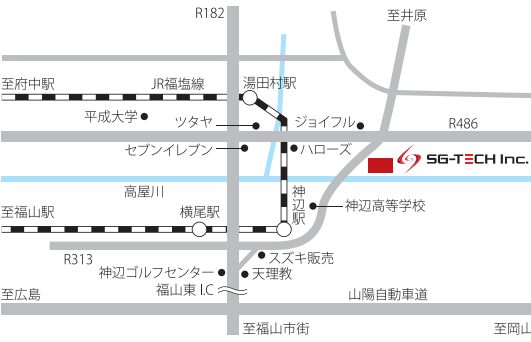 R182
至井原
至府中駅
JR福塩線
湯田村駅
平成大学
ツタヤ
ジョイフル
R486
セブンイレブン
ハローズ
SG-TECH Inc.
高屋川
神辺駅
神辺高等学校
至福山駅
横尾駅
R313
スズキ販売
神辺ゴルフセンター
天理教
福山東 I.C
至広島
山陽自動車道
至福山市街
至岡山